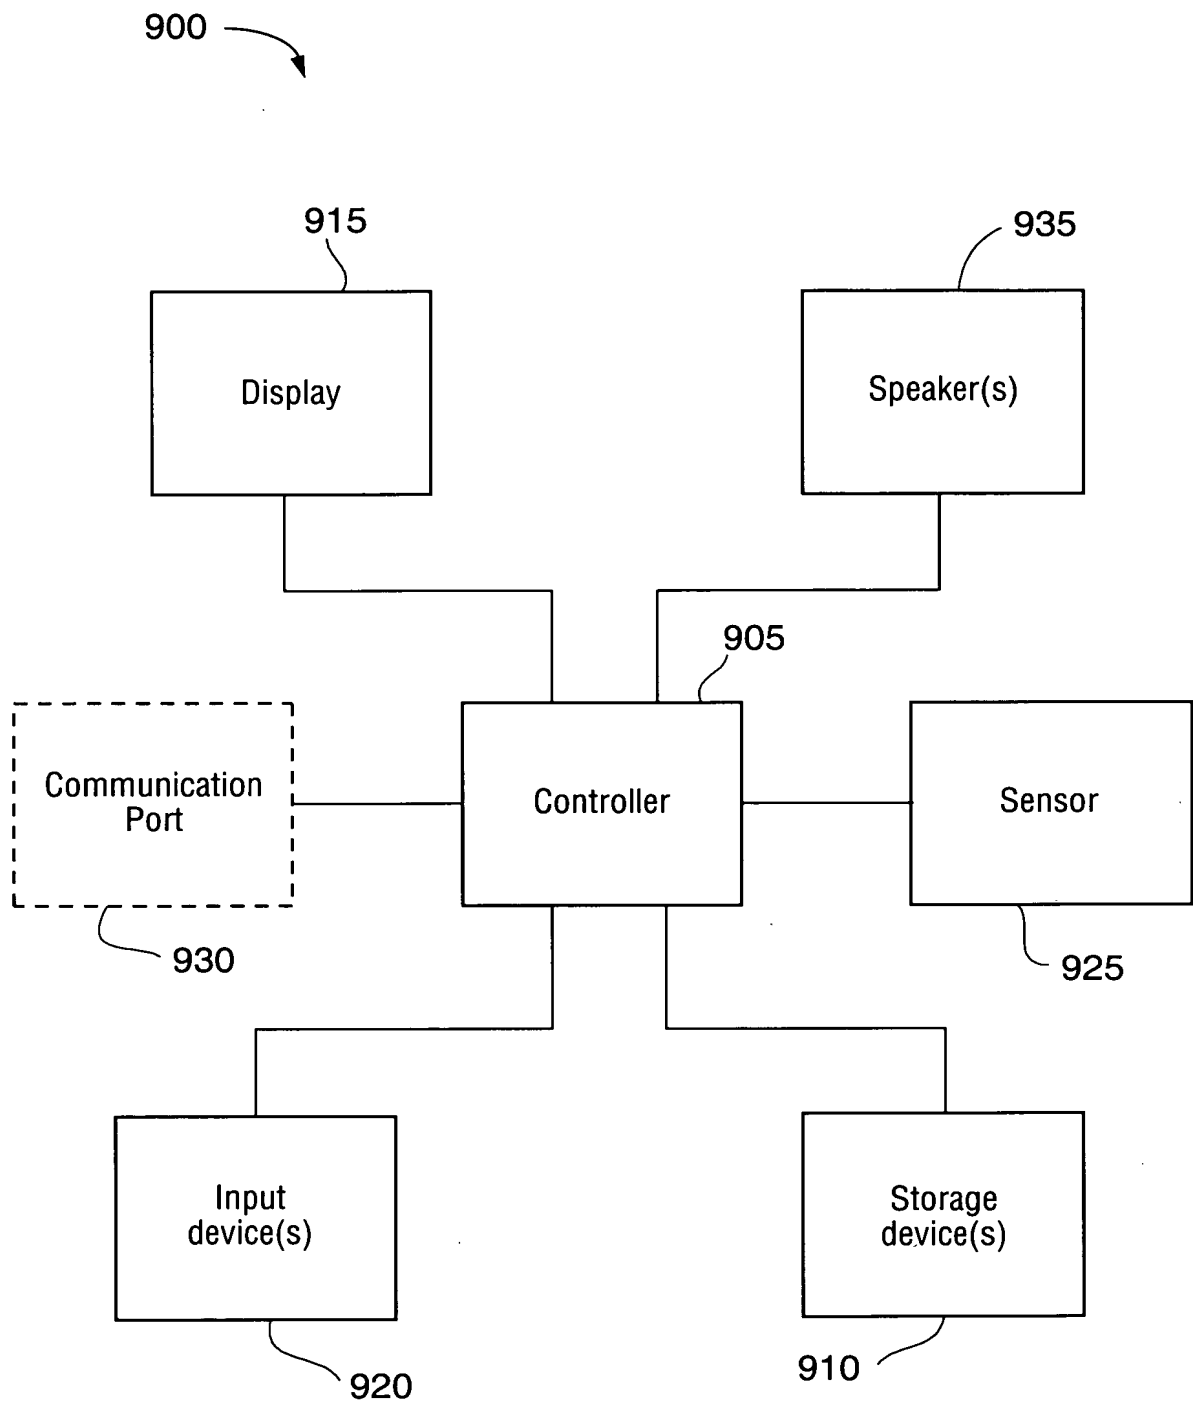 900
915
935
Display
Speaker(s)
905
Communication
Port
Controller
Sensor
930
925
Input
device(s)
Storage
device(s)
920
910